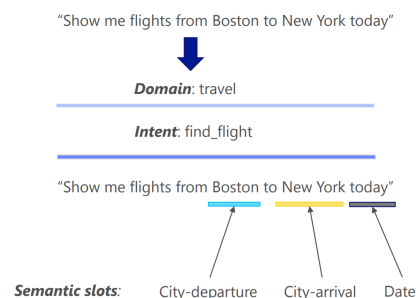 “Show me flights from Boston to New York today”
Domain: travel
Intent: find_flight
“Show me flights from Boston to New York today”
Semantic slots: City-departure City-arrival Date